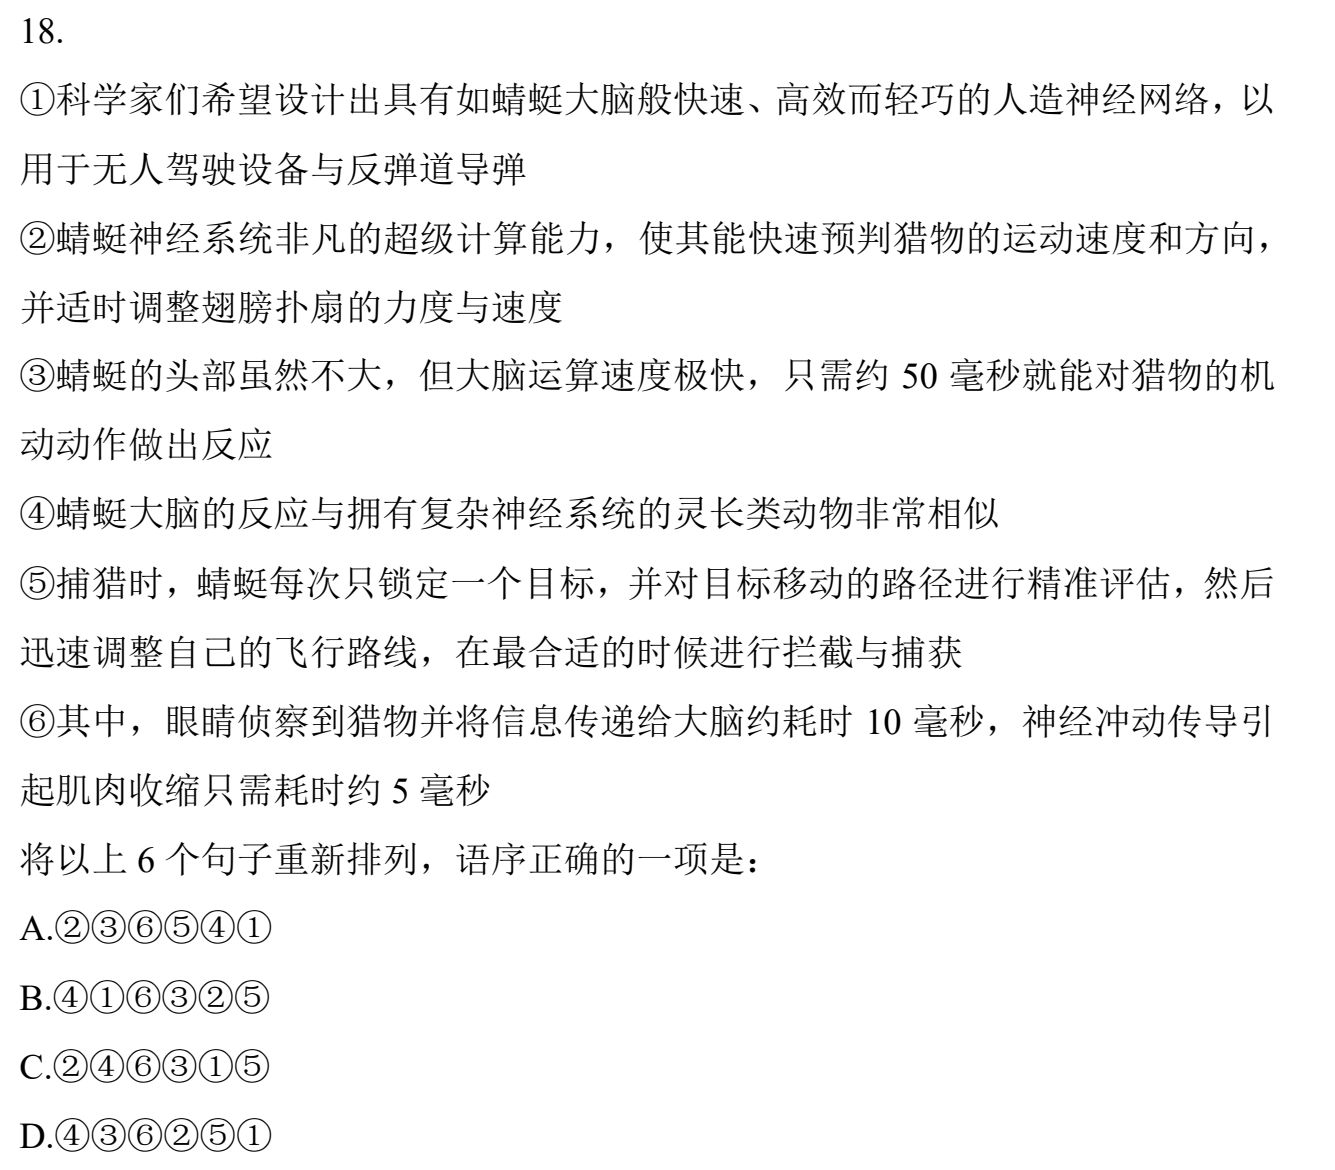 18.
①科学家们希望设计出具有如蜻蜓大脑般快速、高效而轻巧的人造神经网络，以
用于无人驾驶设备与反弹道导弹
②蜻蜓神经系统非凡的超级计算能力，使其能快速预判猎物的运动速度和方向，
并适时调整翅膀扑扇的力度与速度
③蜻蜓的头部虽然不大，但大脑运算速度极快，只需约 50 毫秒就能对猎物的机
动动作做出反应
④蜻蜓大脑的反应与拥有复杂神经系统的灵长类动物非常相似
⑤捕猎时，蜻蜓每次只锁定一个目标，并对目标移动的路径进行精准评估，然后
迅速调整自己的飞行路线，在最合适的时候进行拦截与捕获
⑥其中，眼睛侦察到猎物并将信息传递给大脑约耗时 10 毫秒，神经冲动传导引
起肌肉收缩只需耗时约 5 毫秒
将以上 6 个句子重新排列，语序正确的一项是：
A.②③⑥⑤④①
B.④①⑥③②⑤
C.②④⑥③①⑤
D.④③⑥②⑤①